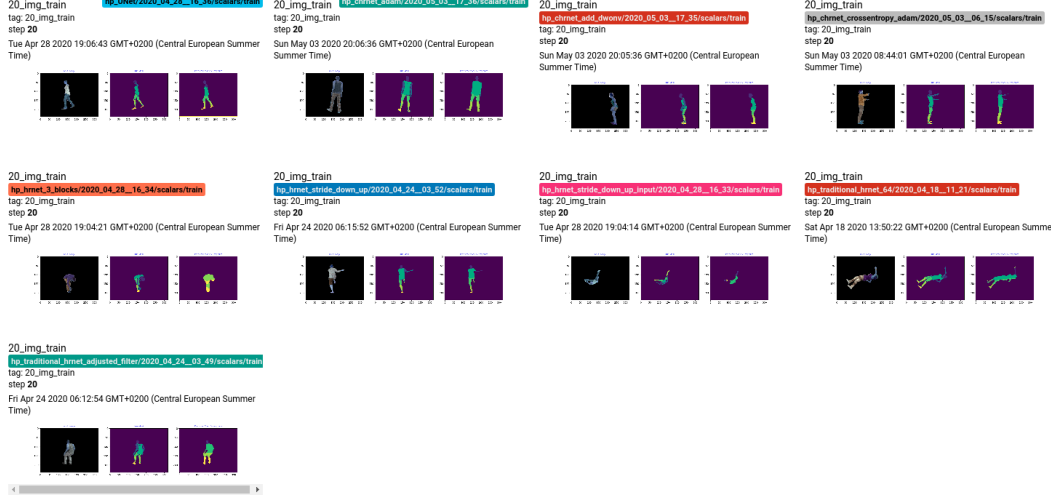 20_img_train
hp_UNet/2020_04_28__16_36/scalars/train
tag: 20_img_train
step 20
Tue Apr 28 2020 19:06:43 GMT+0200 (Central European Summer
Time)
20_img_train
hp_chrnet_adam/2020_05_03__17_36/scalars/train
tag: 20_img_train
step 20
Sun May 03 2020 20:06:36 GMT+0200 (Central European
Summer Time)
20_img_train
hp_chrnet_add_dwonv/2020_05_03__17_35/scalars/train
tag: 20_img_train
step 20
Sun May 03 2020 20:05:36 GMT+0200 (Central European
Summer Time)
20_img_train
hp_chrnet_crossentropy_adam/2020_05_03__06_15/scalars/train
tag: 20_img_train
step 20
Sun May 03 2020 08:44:01 GMT+0200 (Central European
Summer Time)
20_img_train
hp_hrnet_3_blocks/2020_04_28__16_34/scalars/train
tag: 20_img_train
step 20
Tue Apr 28 2020 19:04:21 GMT+0200 (Central European Summer
Time)
20_img_train
hp_hrnet_stride_down_up/2020_04_24__03_52/scalars/train
tag: 20_img_train
step 20
Fri Apr 24 2020 06:15:52 GMT+0200 (Central European Summer
Time)
20_img_train
hp_hrnet_stride_down_up_input/2020_04_28__16_33/scalars/train
tag: 20_img_train
step 20
Tue Apr 28 2020 19:04:14 GMT+0200 (Central European Summer
Time)
20_img_train
hp_traditional_hrnet_64/2020_04_18__11_21/scalars/train
tag: 20_img_train
step 20
Sat Apr 18 2020 13:50:22 GMT+0200 (Central European Summe
Time)
20_img_train
hp_traditional_hrnet_adjusted_filter/2020_04_24__03_49/scalars/train
tag: 20_img_train
step 20
Fri Apr 24 2020 06:12:54 GMT+0200 (Central European Summer
Time)